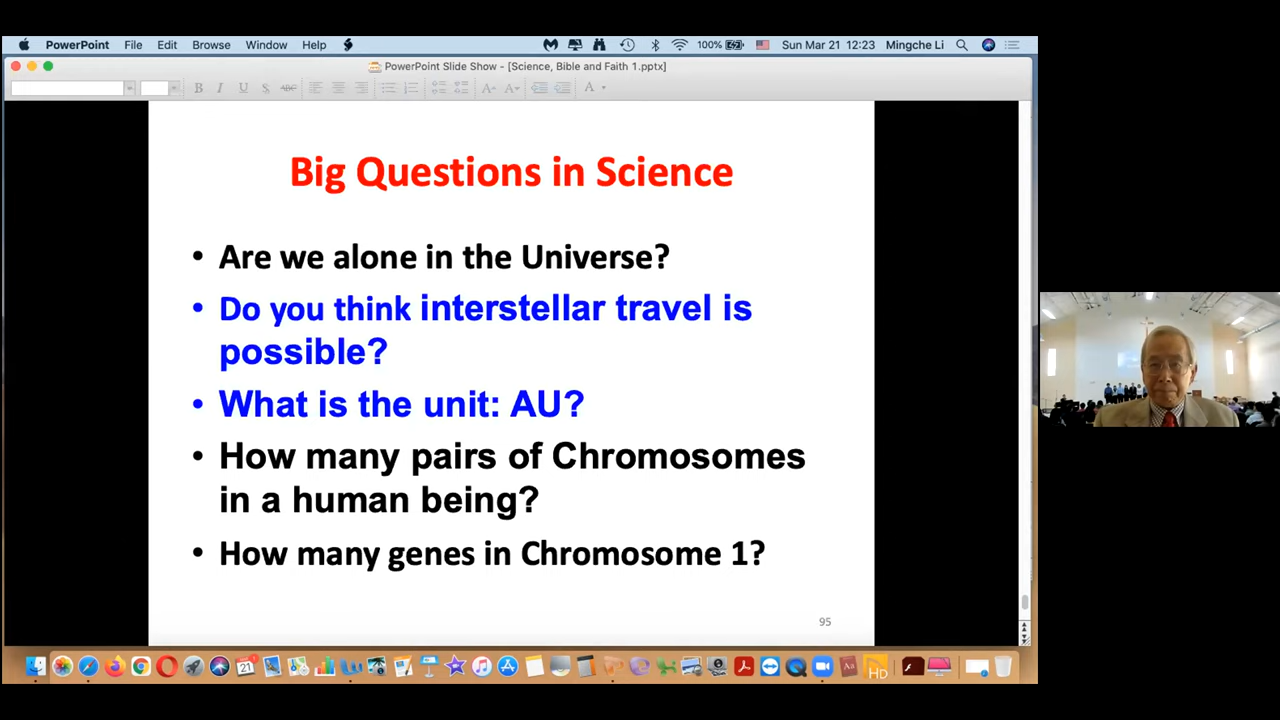 PowerPoint File Edit Browse Window Help 100% Sun Mar 21 12:23 Mingche Li
PowerPoint Slide Show - [Science, Bible and Faith 1.pptx]
B I U S ABC A A A
Big Questions in Science
• Are we alone in the Universe?
• Do you think interstellar travel is
possible?
• What is the unit: AU?
• How many pairs of Chromosomes
in a human being?
• How many genes in Chromosome 1?
95
21
HD